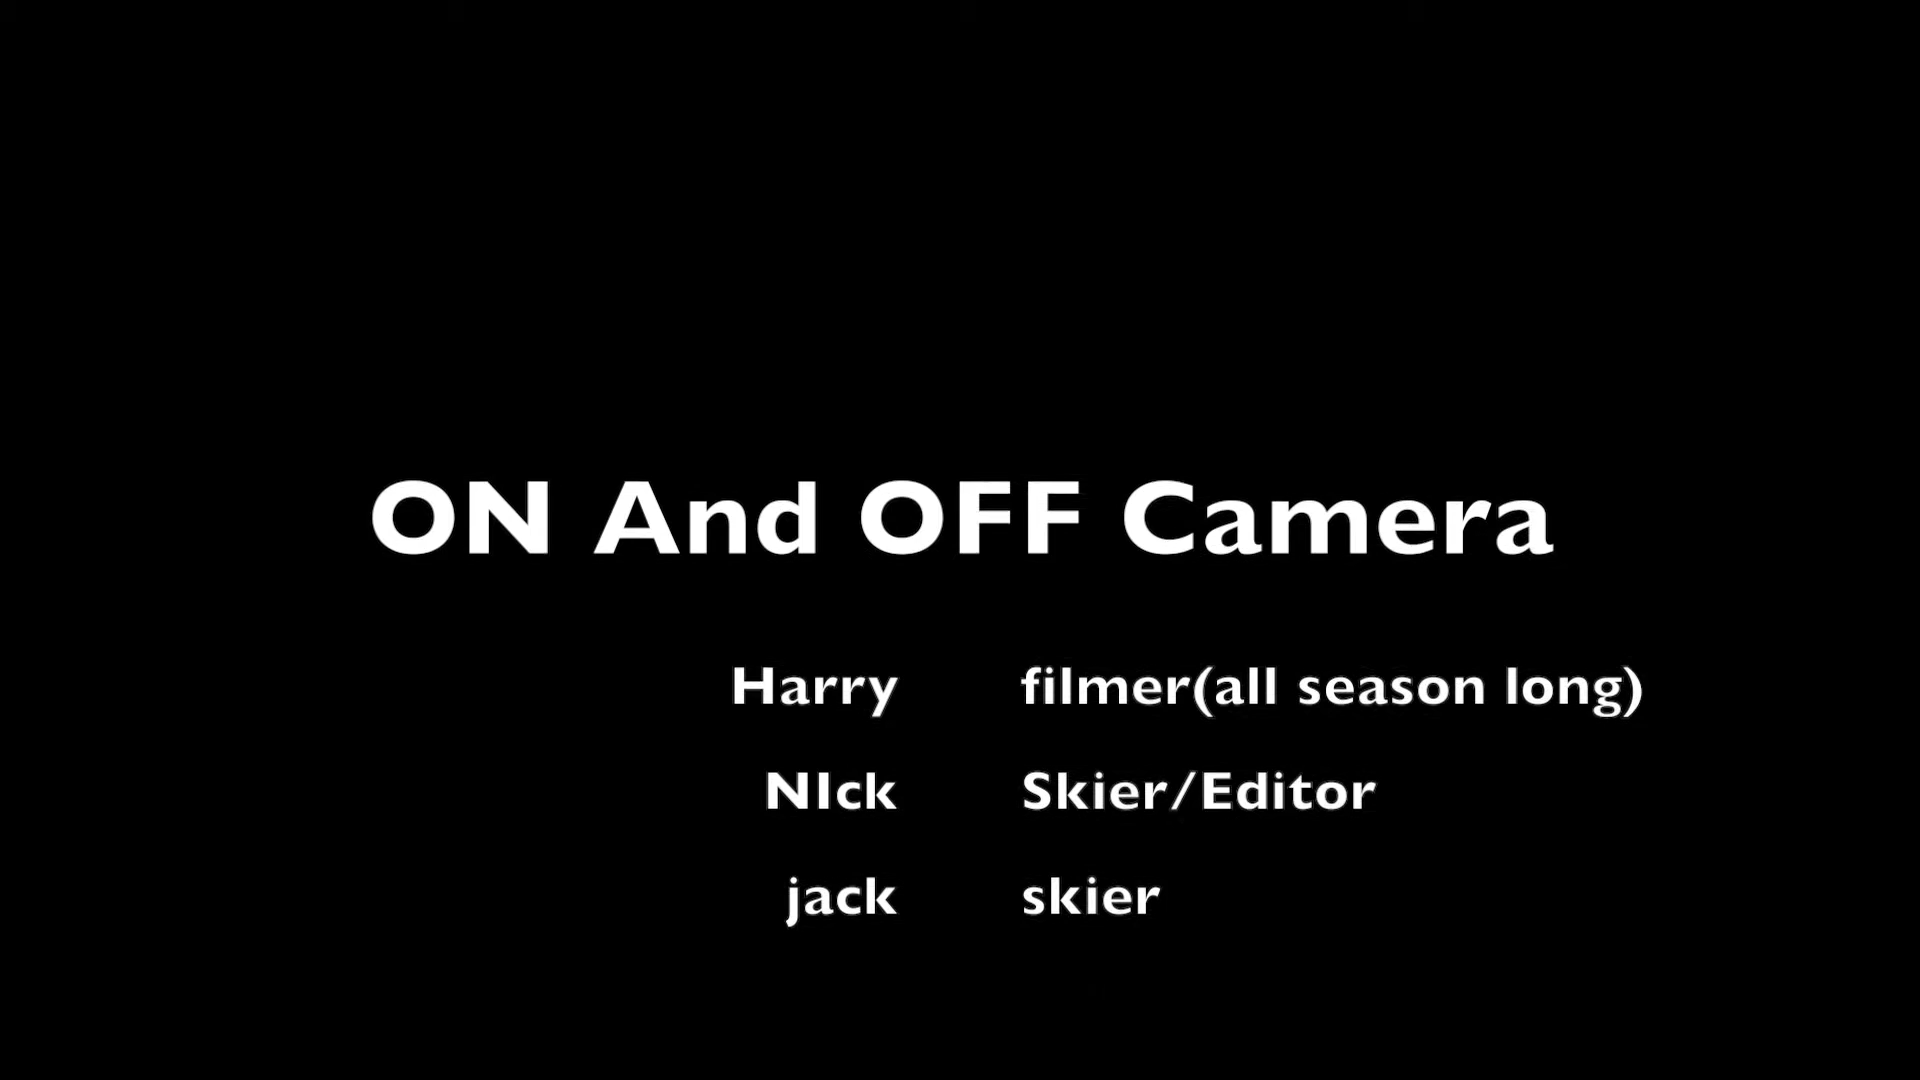 ON And OFF Camera
Harry filmer(all season long)
NIck Skier/Editor
jack skier